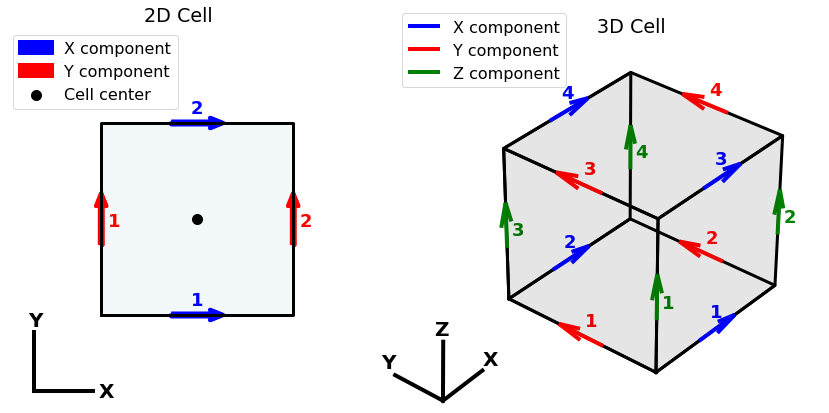 2D Cell
X component
Y component
Cell center
2
1
2
1
Y
X
3D Cell
X component
Y component
Z component
4
4
3
3
4
2
3
2
2
1
1
1
Z
Y
X